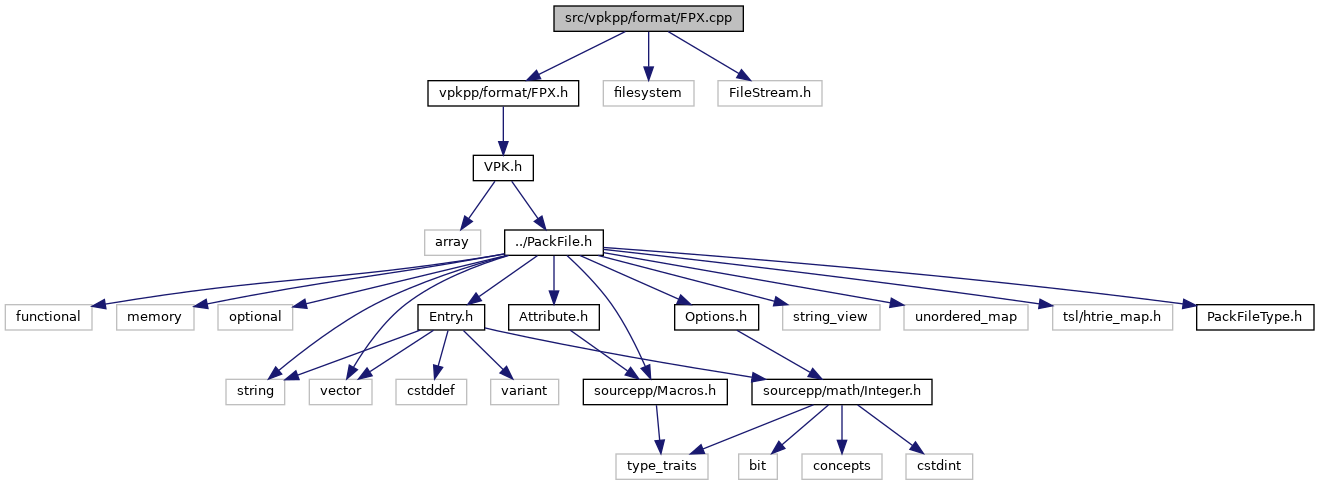 src/vpkpp/format/FPX.cpp
vpkpp/format/FPX.h
filesystem
FileStream.h
VPK.h
array
../PackFile.h
functional
memory
optional
Entry.h
Attribute.h
Options.h
string_view
unordered_map
tsl/htrie_map.h
PackFileType.h
string
vector
cstddef
variant
sourcepp/Macros.h
sourcepp/math/Integer.h
type_traits
bit
concepts
cstdint